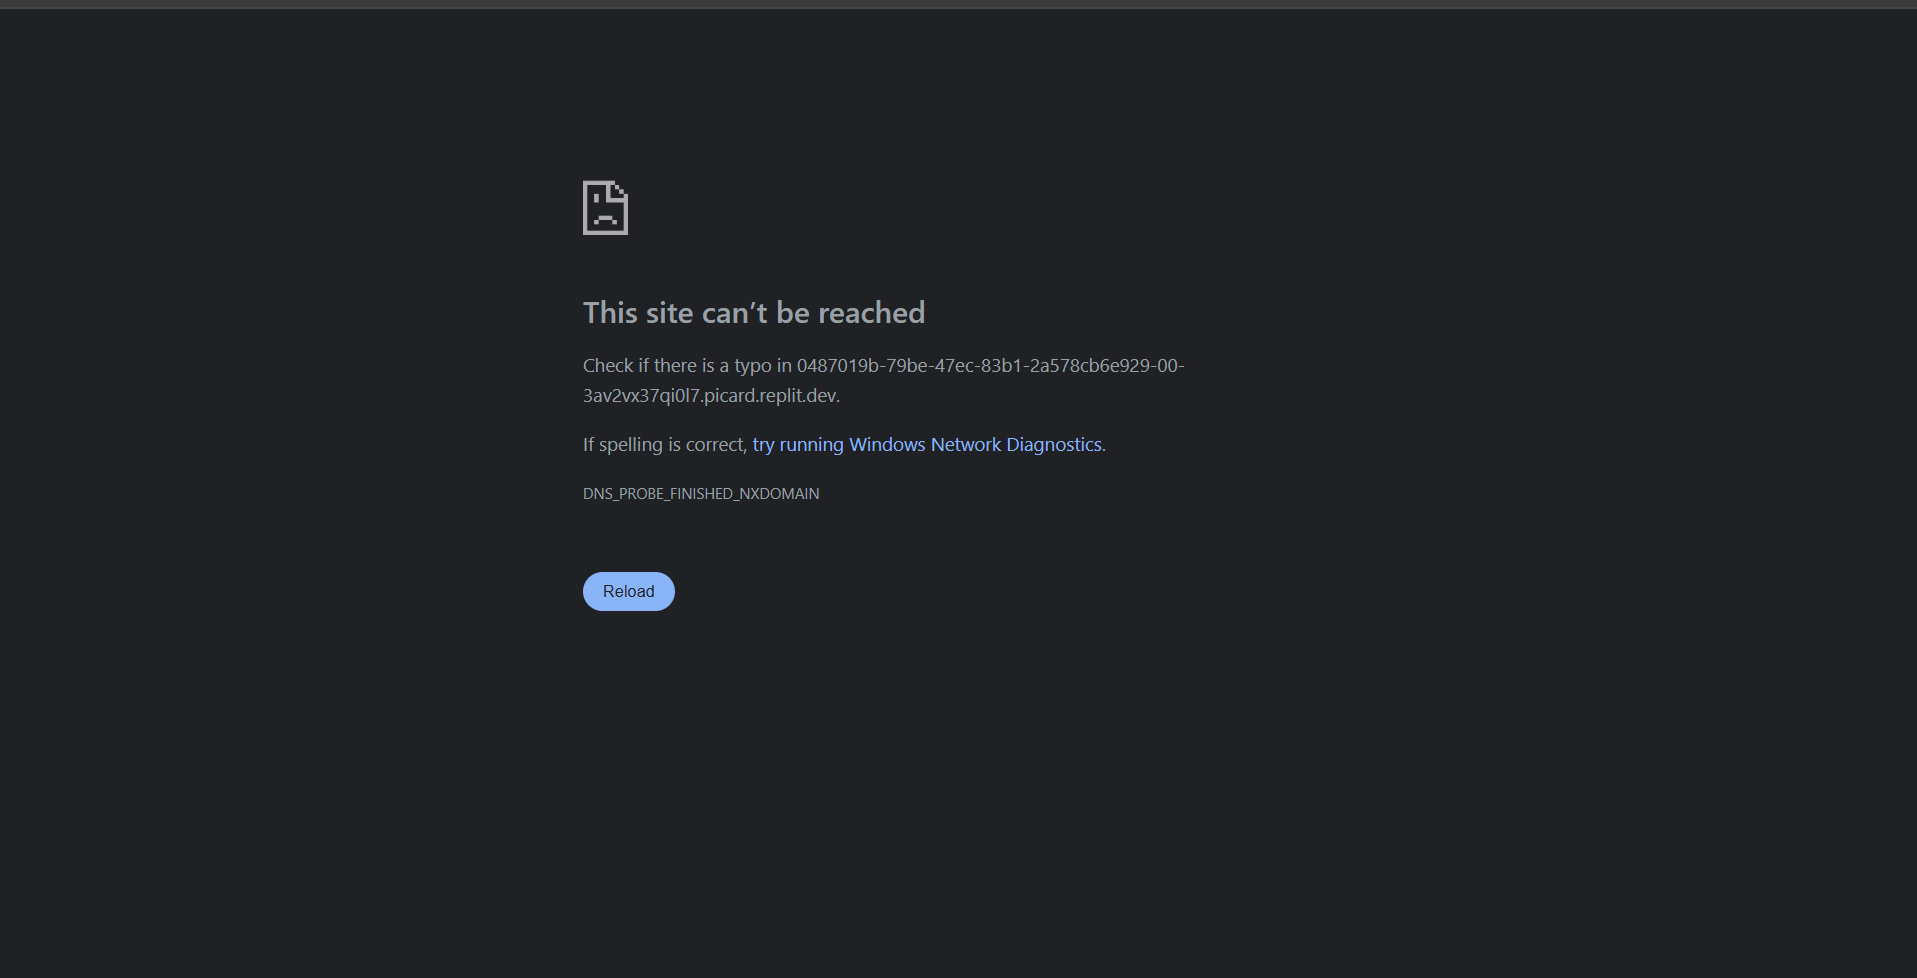 This site can’t be reached
Check if there is a typo in 0487019b-79be-47ec-83b1-2a578cb6e929-00-
3av2vx37qi0l7.picard.replit.dev.
If spelling is correct, try running Windows Network Diagnostics.
DNS_PROBE_FINISHED_NXDOMAIN
Reload